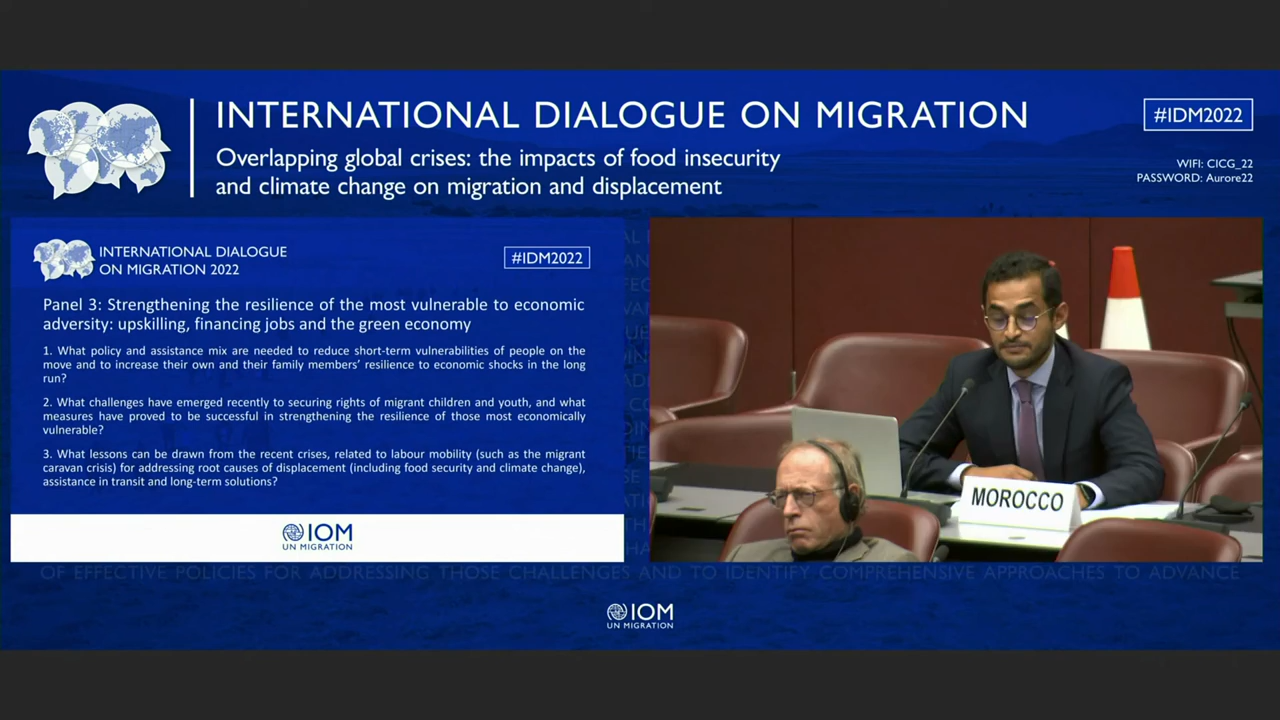 INTERNATIONAL DIALOGUE ON MIGRATION
Overlapping global crises: the impacts of food insecurity
and climate change on migration and displacement
#IDM2022
WIFI: CICG_22
PASSWORD: Aurore22
INTERNATIONAL DIALOGUE
ON MIGRATION 2022
#IDM2022
Panel 3: Strengthening the resilience of the most vulnerable to economic
adversity: upskilling, financing jobs and the green economy
1. What policy and assistance mix are needed to reduce short-term vulnerabilities of people on the
move and to increase their own and their family members’ resilience to economic shocks in the long
run?
2. What challenges have emerged recently to securing rights of migrant children and youth, and what
measures have proved to be successful in strengthening the resilience of those most economically
vulnerable?
3. What lessons can be drawn from the recent crises, related to labour mobility (such as the migrant
caravan crisis) for addressing root causes of displacement (including food security and climate change),
assistance in transit and long-term solutions?
IOM
UN MIGRATION
MOROCCO
OF EFFECTIVE POLICIES FOR ADDRESSING THOSE CHALLENGES AND TO IDENTIFY COMPREHENSIVE APPROACHES TO ADVANCE
IOM
UN MIGRATION